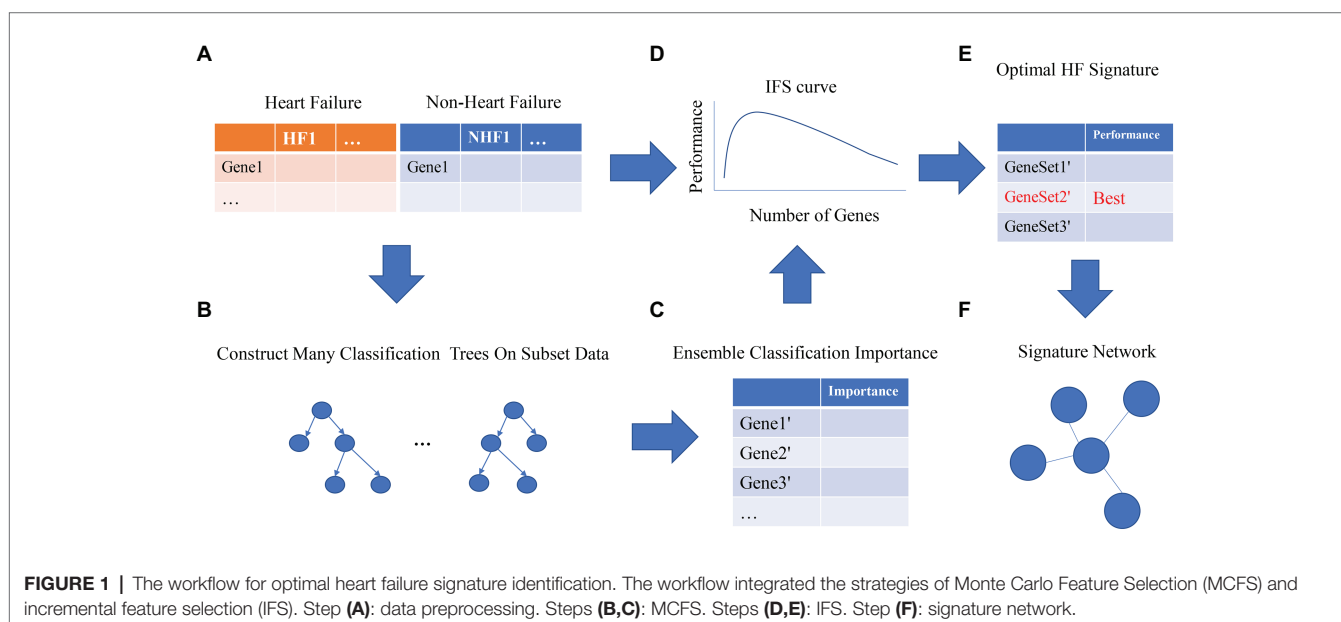 A
Heart Failure
Non-Heart Failure
HF1 …
NHF1 …
Gene1
Gene1
…
D
IFS curve
Performance
Number of Genes
E
Optimal HF Signature
Performance
GeneSet1'
GeneSet2' Best
GeneSet3'
B
Construct Many Classification Trees On Subset Data
...
C
Ensemble Classification Importance
Importance
Gene1'
Gene2'
Gene3'
…
F
Signature Network
FIGURE 1 | The workflow for optimal heart failure signature identification. The workflow integrated the strategies of Monte Carlo Feature Selection (MCFS) and
incremental feature selection (IFS). Step (A): data preprocessing. Steps (B,C): MCFS. Steps (D,E): IFS. Step (F): signature network.